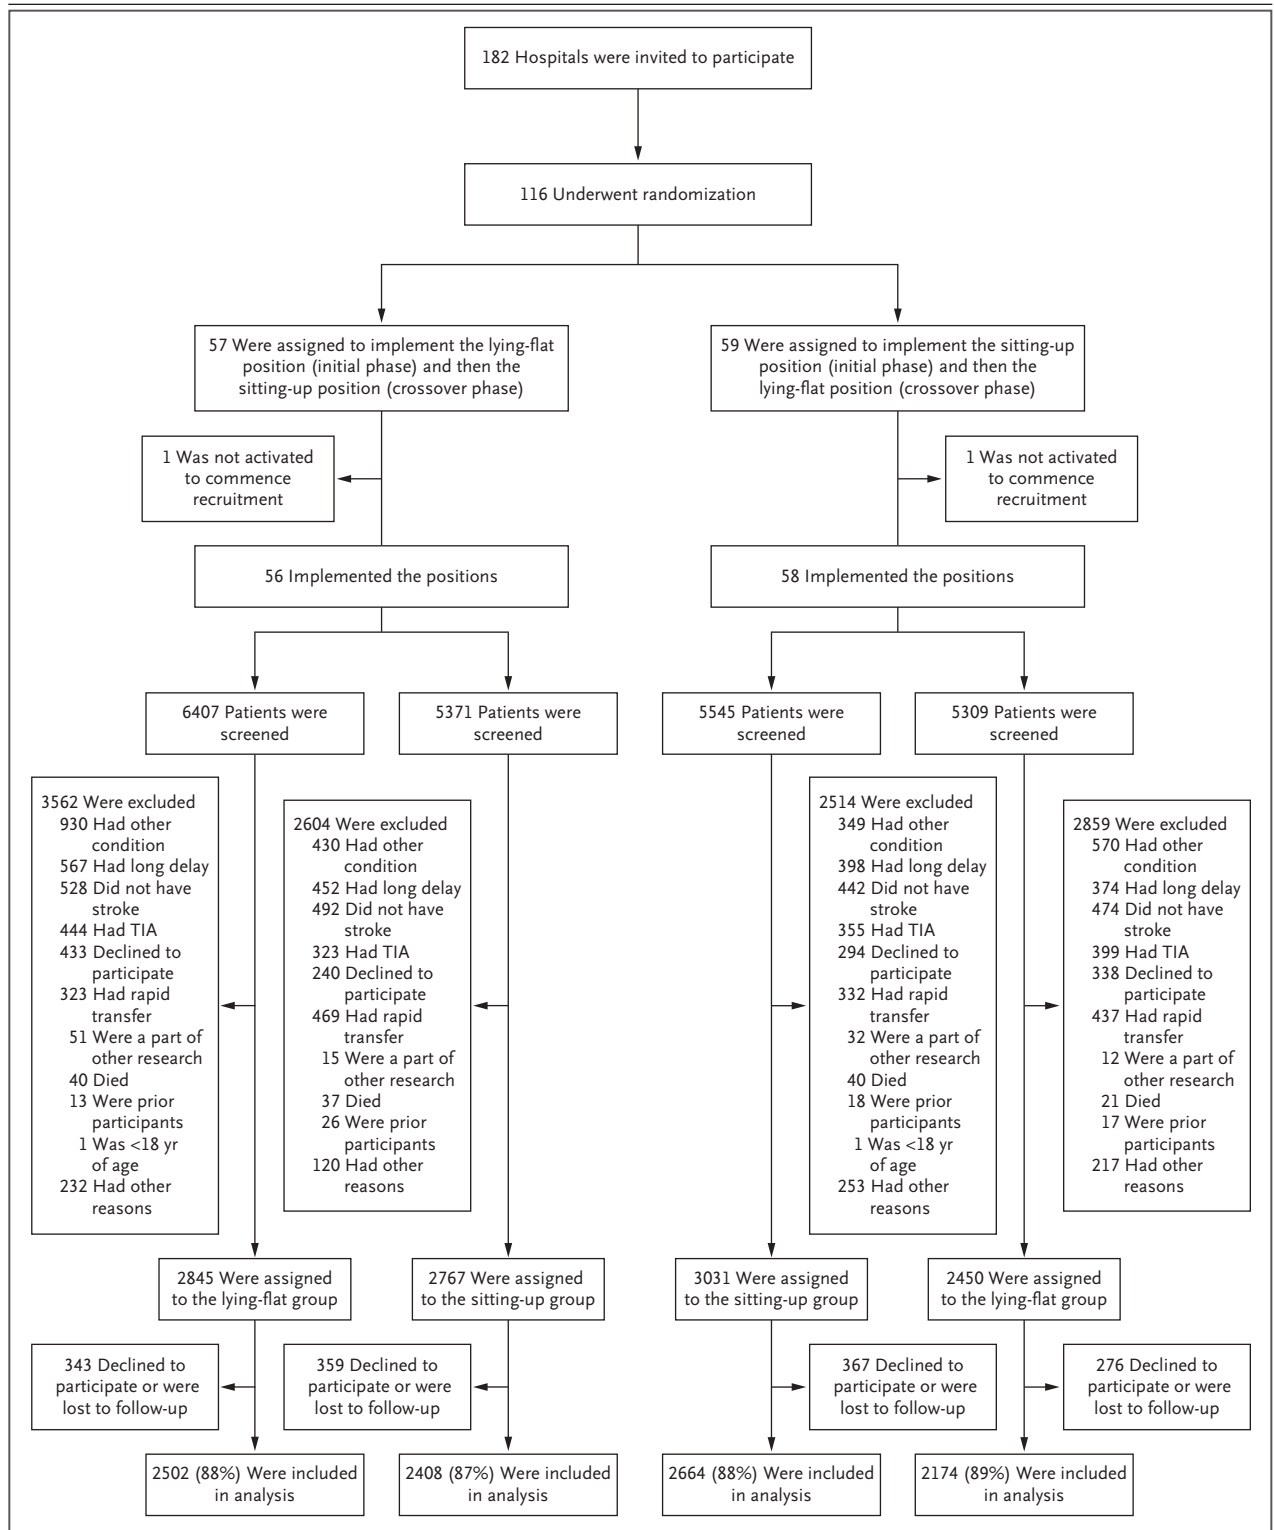 182 Hospitals were invited to participate
116 Underwent randomization
57 Were assigned to implement the lying-flat
position (initial phase) and then the
sitting-up position (crossover phase)
59 Were assigned to implement the sitting-up
position (initial phase) and then the
lying-flat position (crossover phase)
1 Was not activated
to commence
recruitment
1 Was not activated
to commence
recruitment
56 Implemented the positions
58 Implemented the positions
6407 Patients were
screened
5371 Patients were
screened
5545 Patients were
screened
5309 Patients were
screened
3562 Were excluded
930 Had other
condition
567 Had long delay
528 Did not have
stroke
444 Had TIA
433 Declined to
participate
323 Had rapid
transfer
51 Were a part of
other research
40 Died
13 Were prior
participants
1 Was <18 yr
of age
232 Had other
reasons
2604 Were excluded
430 Had other
condition
452 Had long delay
492 Did not have
stroke
323 Had TIA
240 Declined to
participate
469 Had rapid
transfer
15 Were a part of
other research
37 Died
26 Were prior
participants
120 Had other
reasons
2514 Were excluded
349 Had other
condition
398 Had long delay
442 Did not have
stroke
355 Had TIA
294 Declined to
participate
332 Had rapid
transfer
32 Were a part of
other research
40 Died
18 Were prior
participants
1 Was <18 yr
of age
253 Had other
reasons
2859 Were excluded
570 Had other
condition
374 Had long delay
474 Did not have
stroke
399 Had TIA
338 Declined to
participate
437 Had rapid
transfer
12 Were a part of
other research
21 Died
17 Were prior
participants
217 Had other
reasons
2845 Were assigned
to the lying-flat group
2767 Were assigned
to the sitting-up group
3031 Were assigned
to the sitting-up group
2450 Were assigned
to the lying-flat group
343 Declined to
participate or were
lost to follow-up
359 Declined to
participate or were
lost to follow-up
367 Declined to
participate or were
lost to follow-up
276 Declined to
participate or were
lost to follow-up
2502 (88%) Were included
in analysis
2408 (87%) Were included
in analysis
2664 (88%) Were included
in analysis
2174 (89%) Were included
in analysis